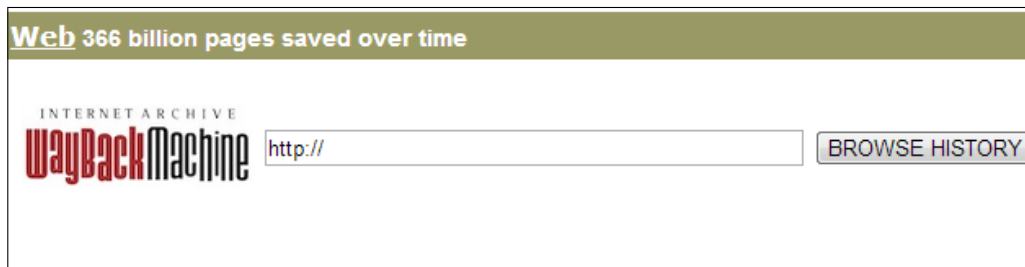 Web 366 billion pages saved over time
INTERNET ARCHIVE
WayBackMachine
http://
BROWSE HISTORY